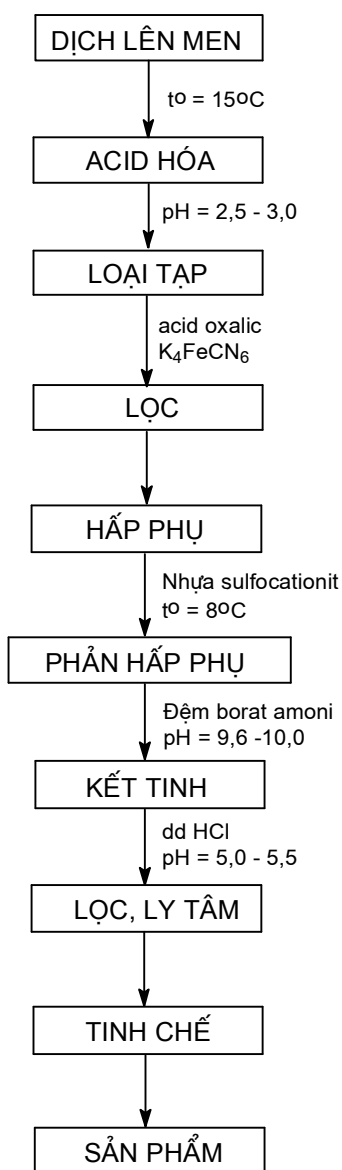 DỊCH LÊN MEN
tº = 15ºC
ACID HÓA
pH = 2,5 - 3,0
LOẠI TẠP
acid oxalic
K₄FeCN₆
LỌC
HẤP PHỤ
Nhựa sulfocationit
tº = 8ºC
PHẢN HẤP PHỤ
Đệm borat amoni
pH = 9,6 -10,0
KẾT TINH
dd HCl
pH = 5,0 - 5,5
LỌC, LY TÂM
TINH CHẾ
SẢN PHẨM